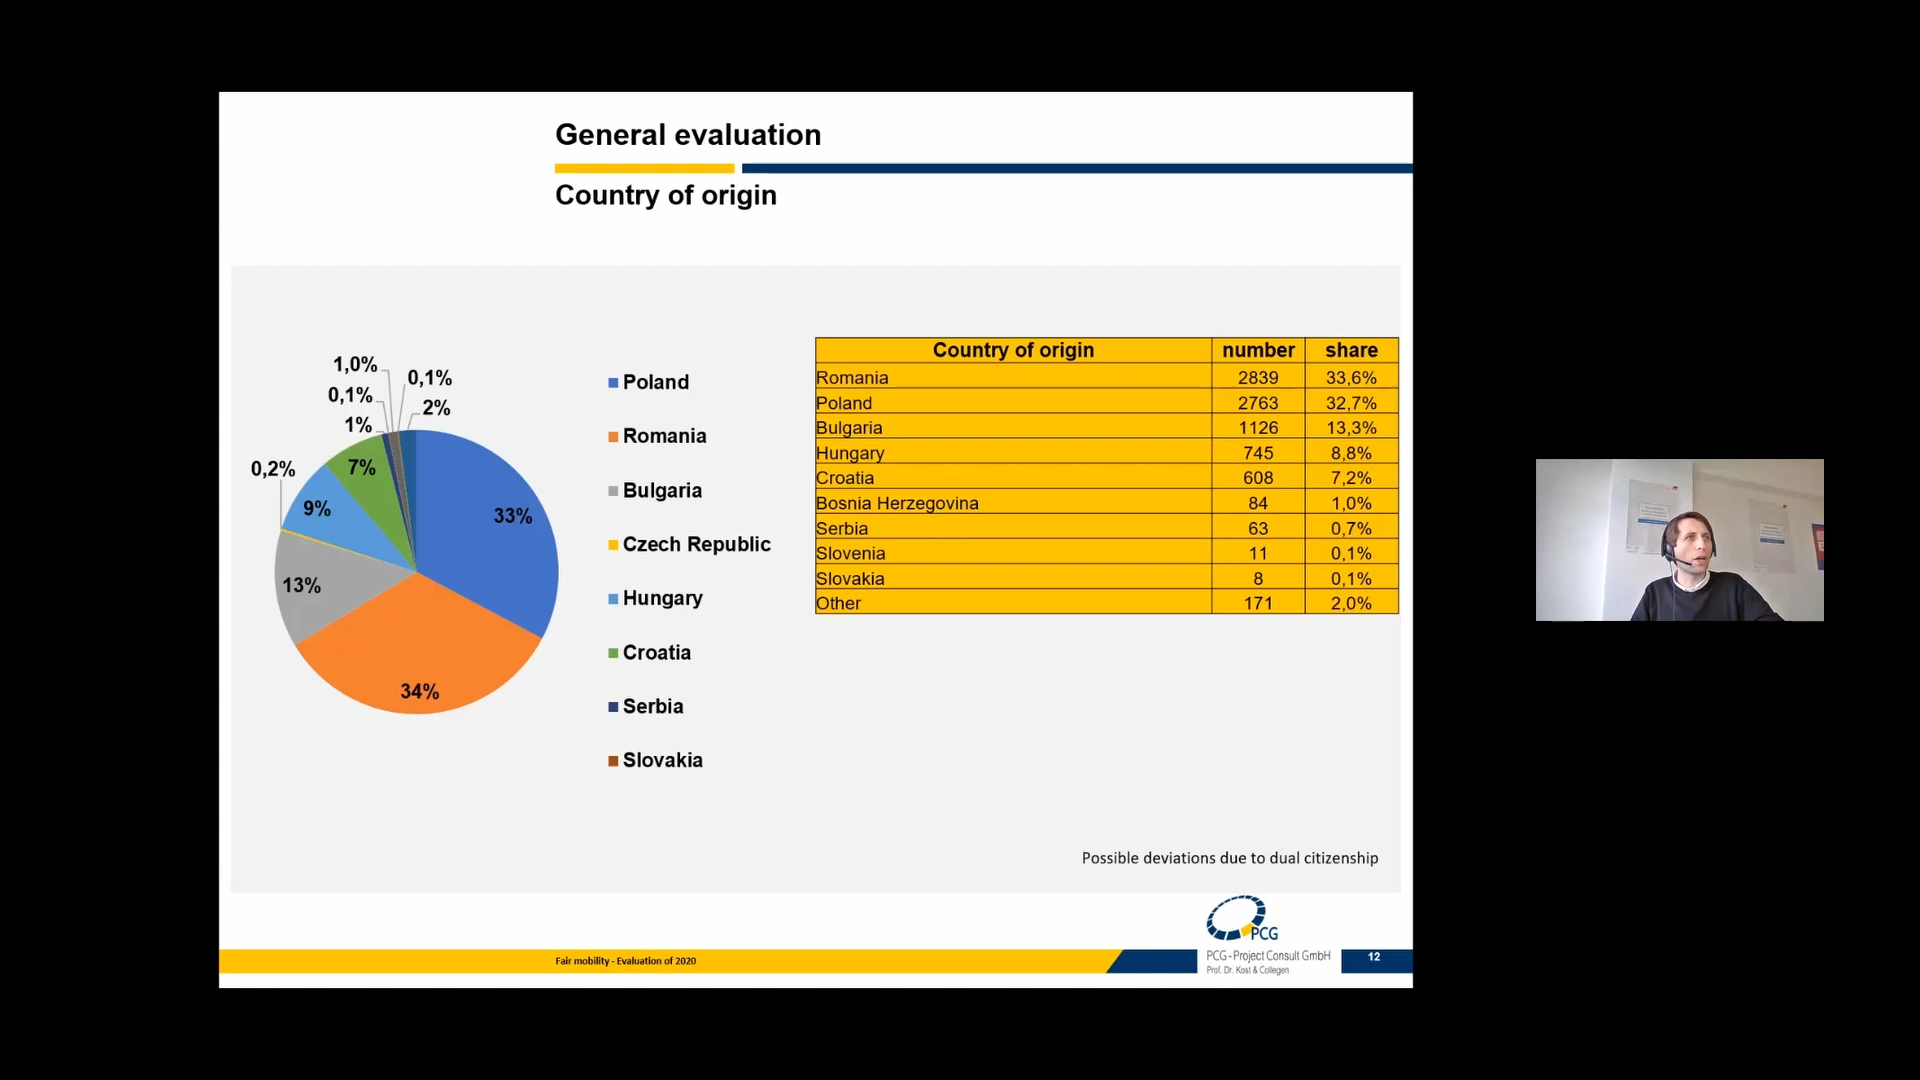 General evaluation
Country of origin
1,0%
0,1%
0,1%
2%
1%
0,2%
7%
9%
33%
13%
34%
Poland
Romania
Bulgaria
Czech Republic
Hungary
Croatia
Serbia
Slovakia
Country of origin number share
Romania 2839 33,6%
Poland 2763 32,7%
Bulgaria 1126 13,3%
Hungary 745 8,8%
Croatia 608 7,2%
Bosnia Herzegovina 84 1,0%
Serbia 63 0,7%
Slovenia 11 0,1%
Slovakia 8 0,1%
Other 171 2,0%
Possible deviations due to dual citizenship
PCG
Fair mobility - Evaluation of 2020
PCG - Project Consult GmbH
Prof. Dr. Kost & Collegen
12